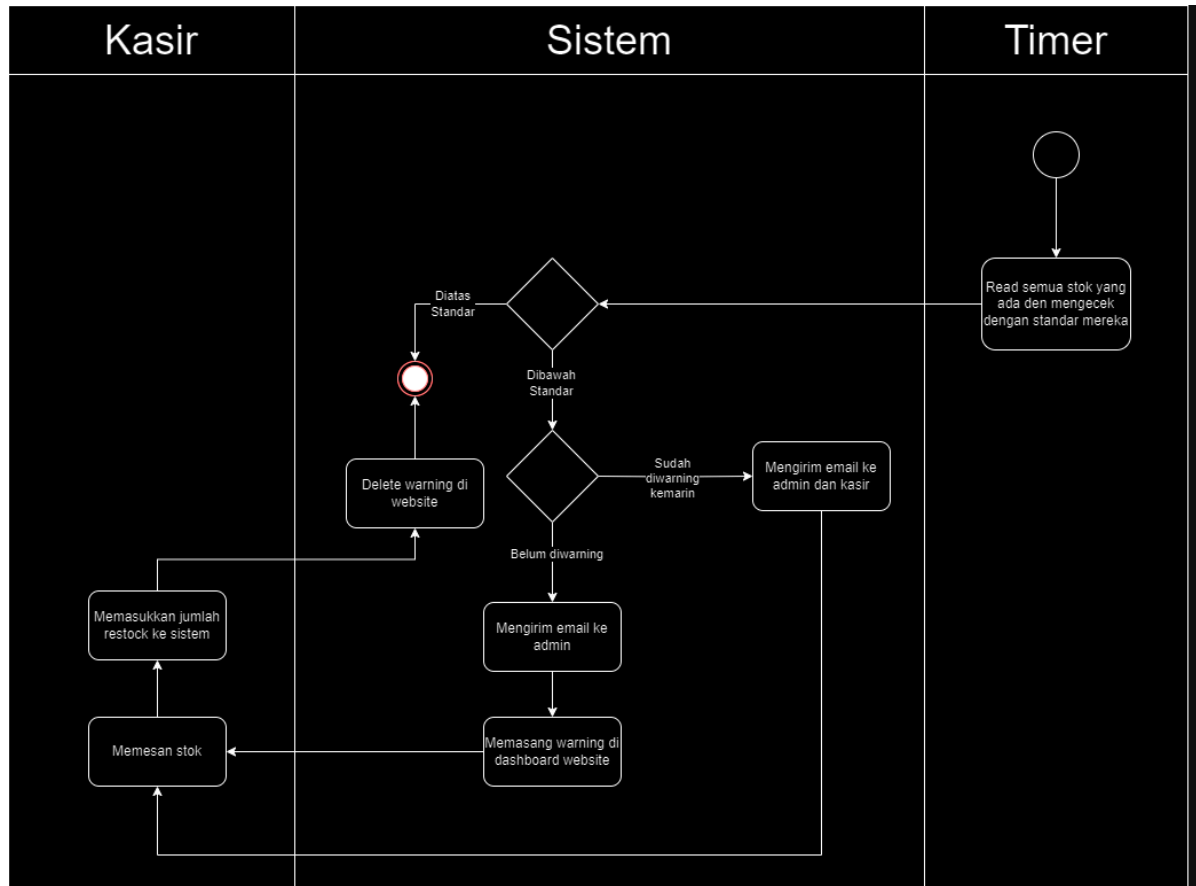 Kasir
Sistem
Timer
Read semua stok yang
ada den mengecek
dengan standar mereka
Diatas
Standar
Dibawah
Standar
Sudah
diwarning
kemarin
Mengirim email ke
admin dan kasir
Delete warning di
website
Belum diwarning
Memasukkan jumlah
restock ke sistem
Mengirim email ke
admin
Memesan stok
Memasang warning di
dashboard website